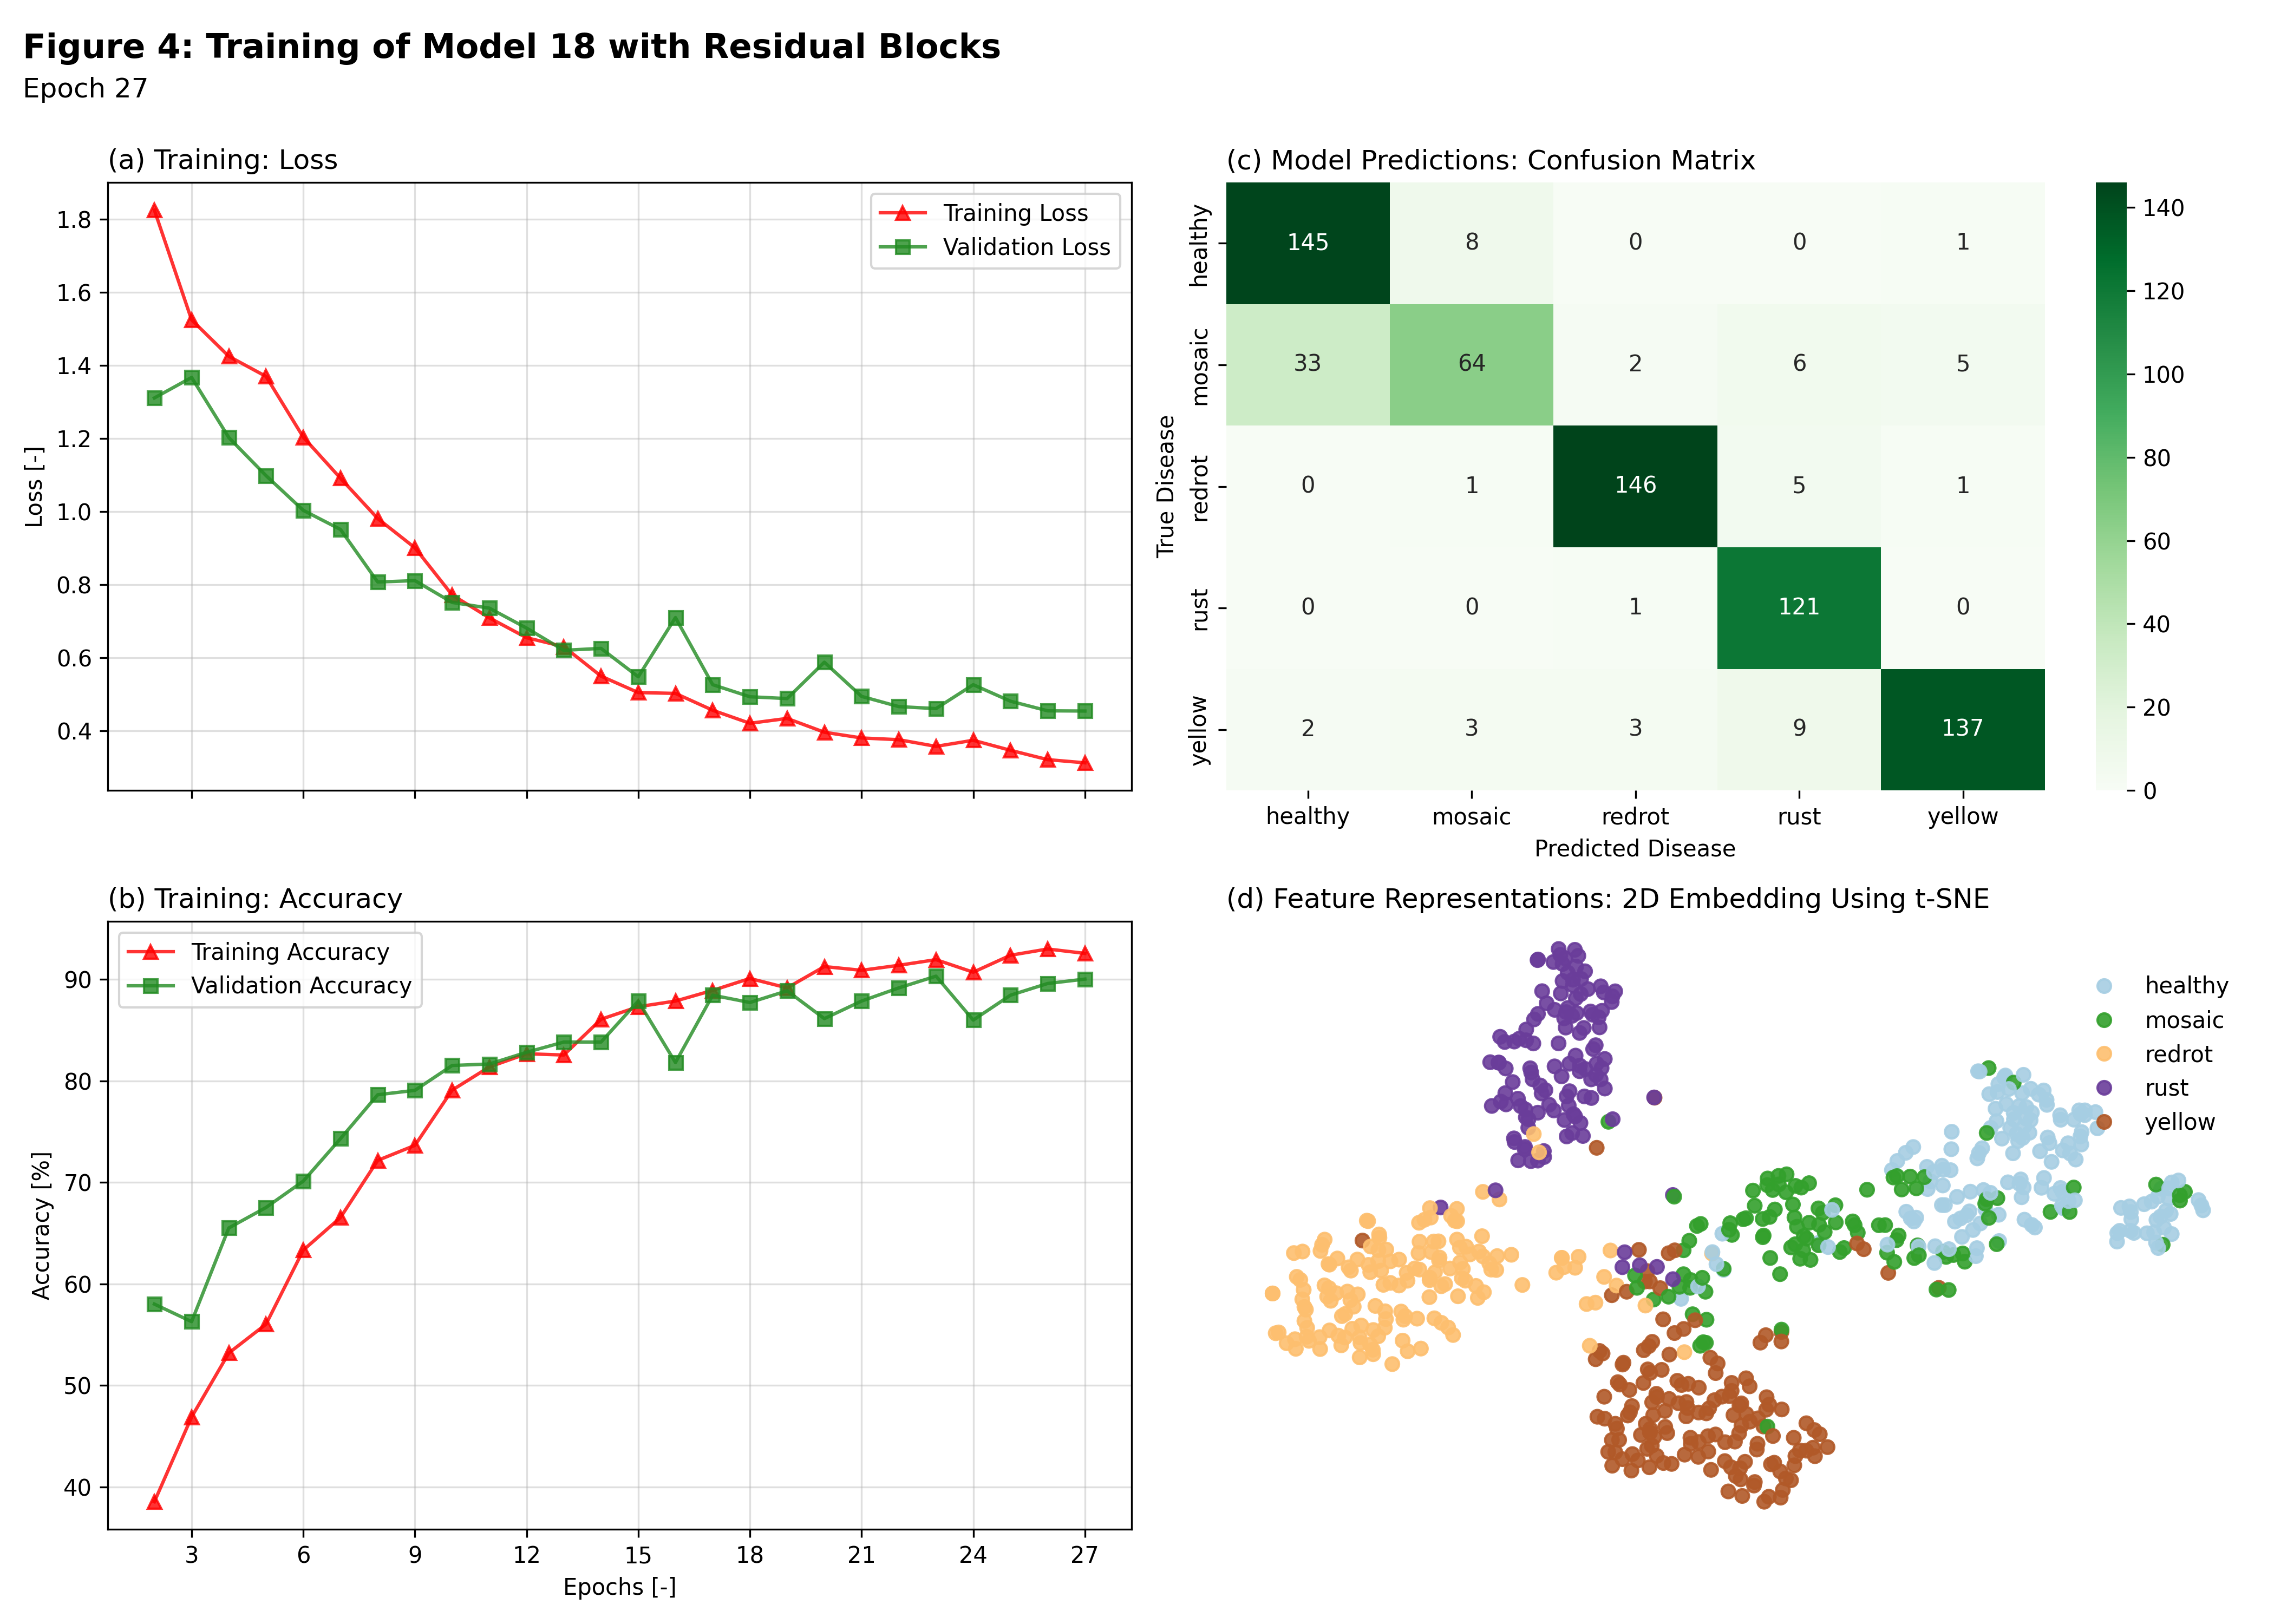 Figure 4: Training of Model 18 with Residual Blocks
Epoch 27
(a) Training: Loss
Loss [-]
1.8
1.6
1.4
1.2
1.0
0.8
0.6
0.4
Training Loss
Validation Loss
(c) Model Predictions: Confusion Matrix
True Disease
healthy
145 8 0 0 1
mosaic
33 64 2 6 5
redrot
0 1 146 5 1
rust
0 0 1 121 0
yellow
2 3 3 9 137
healthy mosaic redrot rust yellow
Predicted Disease
140
120
100
80
60
40
20
0
(b) Training: Accuracy
Accuracy [%]
90
80
70
60
50
40
Training Accuracy
Validation Accuracy
3 6 9 12 15 18 21 24 27
Epochs [-]
(d) Feature Representations: 2D Embedding Using t-SNE
healthy
mosaic
redrot
rust
yellow